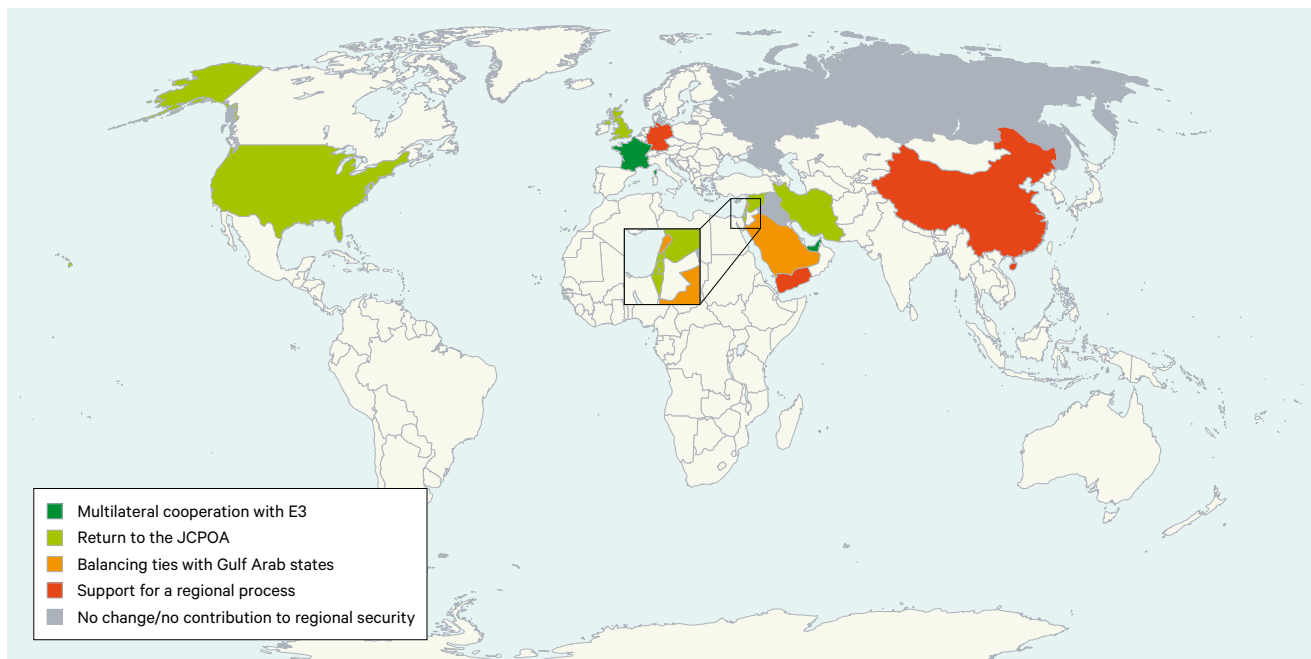 Multilateral cooperation with E3
Return to the JCPOA
Balancing ties with Gulf Arab states
Support for a regional process
No change/no contribution to regional security